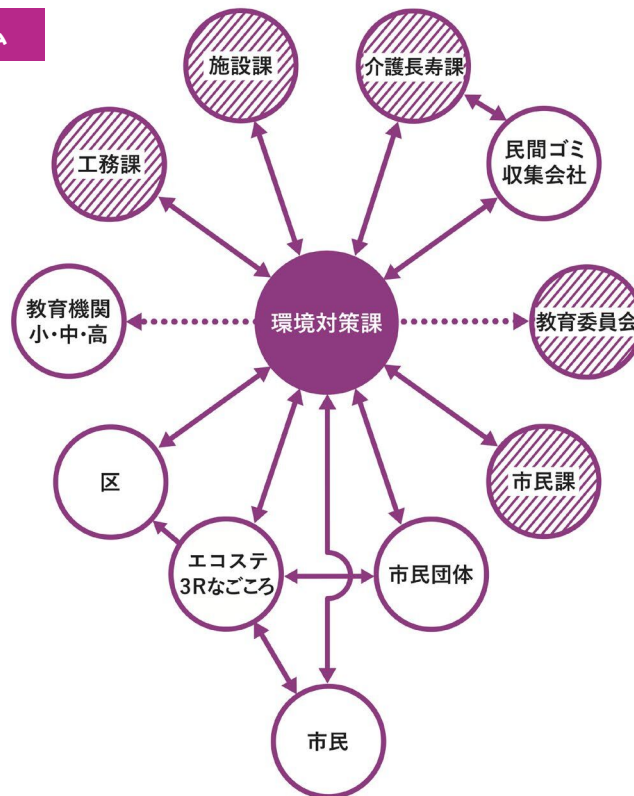 A
施設課
介護長寿課
工務課
民間ゴミ
収集会社
教育機関
小・中・高
環境対策課
教育委員会
区
市民課
エコステ
3Rなごころ
市民団体
市民